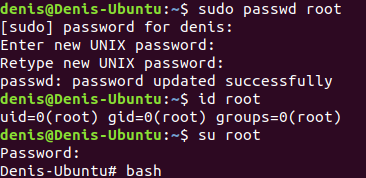 denis@Denis-Ubuntu:~$ sudo passwd root
[sudo] password for denis:
Enter new UNIX password:
Retype new UNIX password:
passwd: password updated successfully
denis@Denis-Ubuntu:~$ id root
uid=0(root) gid=0(root) groups=0(root)
denis@Denis-Ubuntu:~$ su root
Password:
Denis-Ubuntu# bash